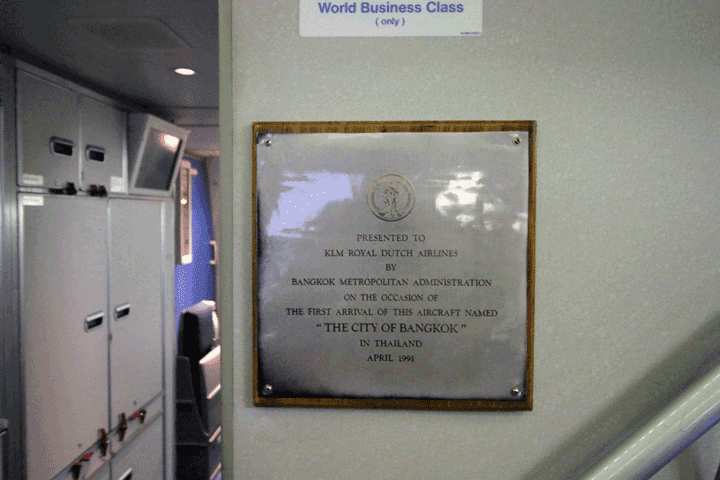 World Business Class
( only )
PRESENTED TO
KLM ROYAL DUTCH AIRLINES
BY
BANGKOK METROPOLITAN ADMINISTRATION
ON THE OCCASION OF
THE FIRST ARRIVAL OF THIS AIRCRAFT NAMED
" THE CITY OF BANGKOK "
IN THAILAND
APRIL 1991